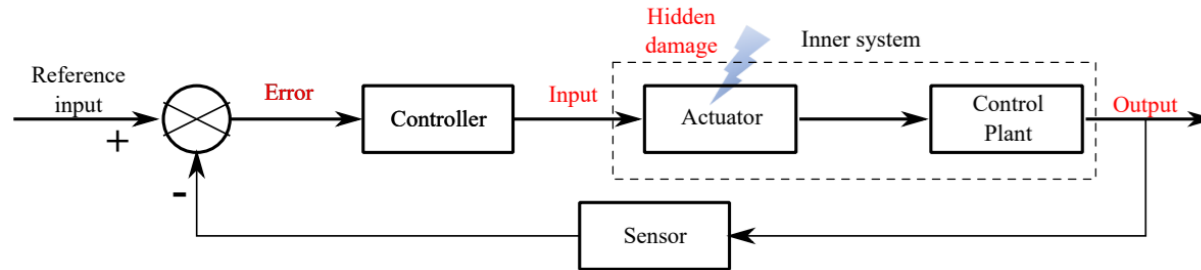 Hidden
damage
Inner system
Reference
input
+
Error
Controller
Input
Actuator
Control
Plant
Output
-
Sensor